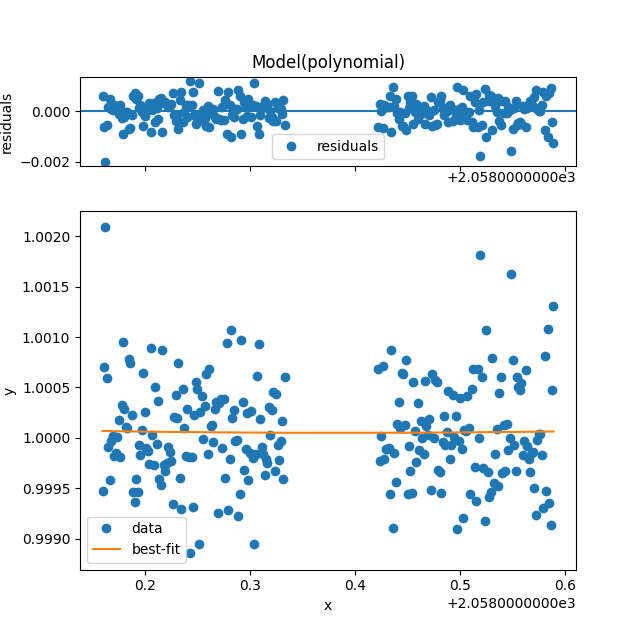 Model(polynomial)
residuals
0.000
−0.002
residuals
+2.0580000000e3
y
1.0020
1.0015
1.0010
1.0005
1.0000
0.9995
0.9990
data
best-fit
0.2 0.3 0.4 0.5 0.6
x
+2.0580000000e3